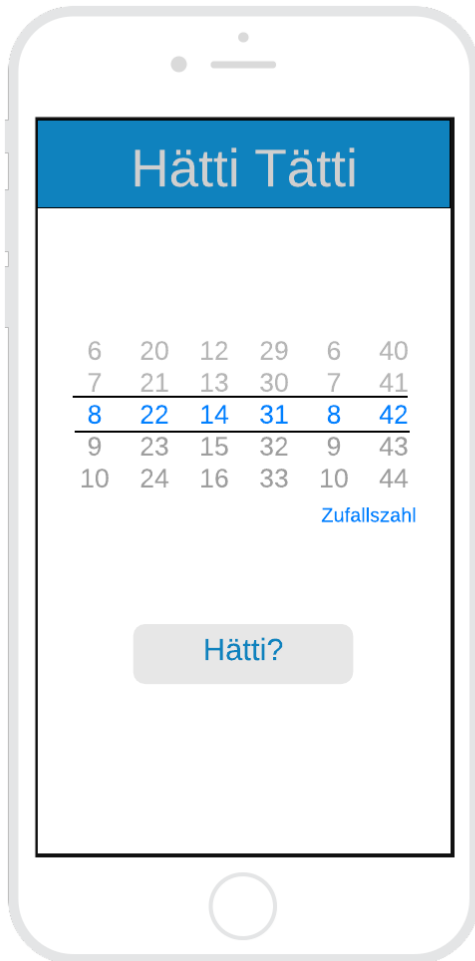 Hätti Tätti
6 20 12 29 6 40
7 21 13 30 7 41
8 22 14 31 8 42
9 23 15 32 9 43
10 24 16 33 10 44
Zufallszahl
Hätti?